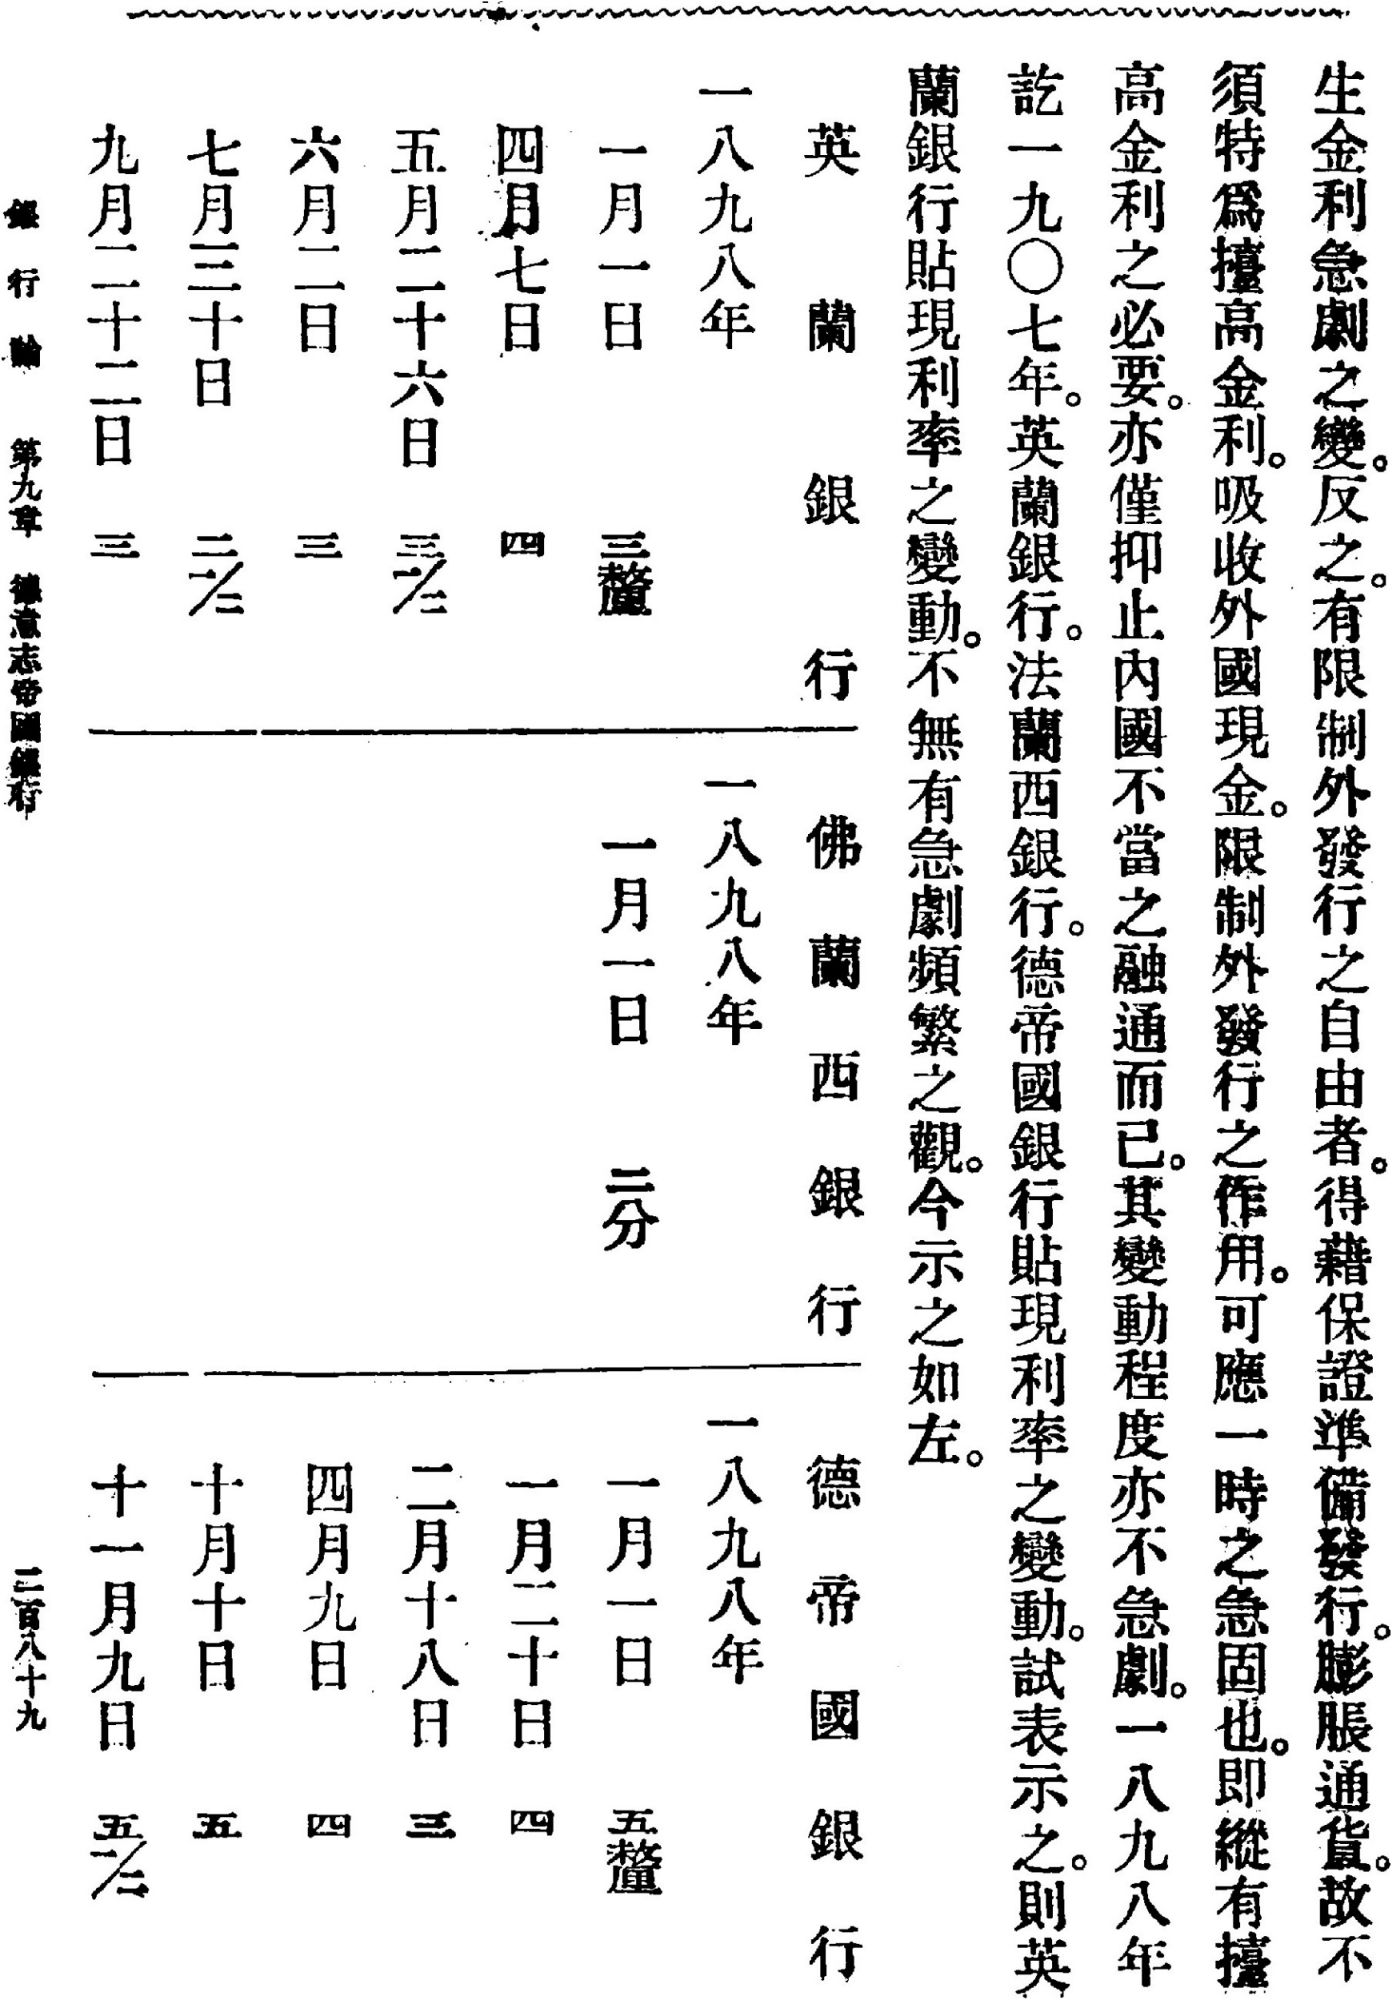 生金利急劇之變。反之。有限制外發行之自由者。得藉保證準備發行。膨脹通貨。故不
須特爲擡高金利。吸收外國現金。限制外發行之作用。可應一時之急固也。即縱有擡
高金利之必要。亦僅抑止內國不當之融通而已。其變動程度亦不急劇。一八九八年
訖一九〇七年。英蘭銀行。法蘭西銀行。德帝國銀行貼現利率之變動。試表示之。則英
蘭銀行貼現利率之變動。不無有急劇頻繁之觀。今示之如左。
英蘭銀行
一八九八年
一月一日 三釐
四月七日 四
五月二十六日 三一/二
六月二日 三
七月三十日 二一/二
九月二十二日 三
佛蘭西銀行
一八九八年
一月一日 二分
德帝國銀行
一八九八年
一月一日 五釐
一月二十日 四
二月十八日 三
四月九日 四
十月十日 五
十一月九日 五一/二
銀行論 第九章 德意志帝國銀行
二百八十九